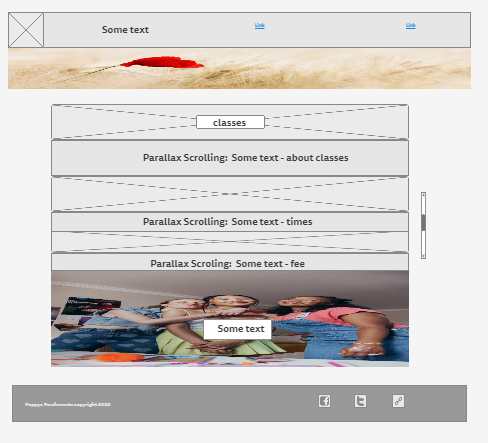 Some text
Link
Link
classes
Parallax Scrolling: Some text - about classes
Parallax Scrolling: Some text - times
Parallax Scroling: Some text - fee
Some text